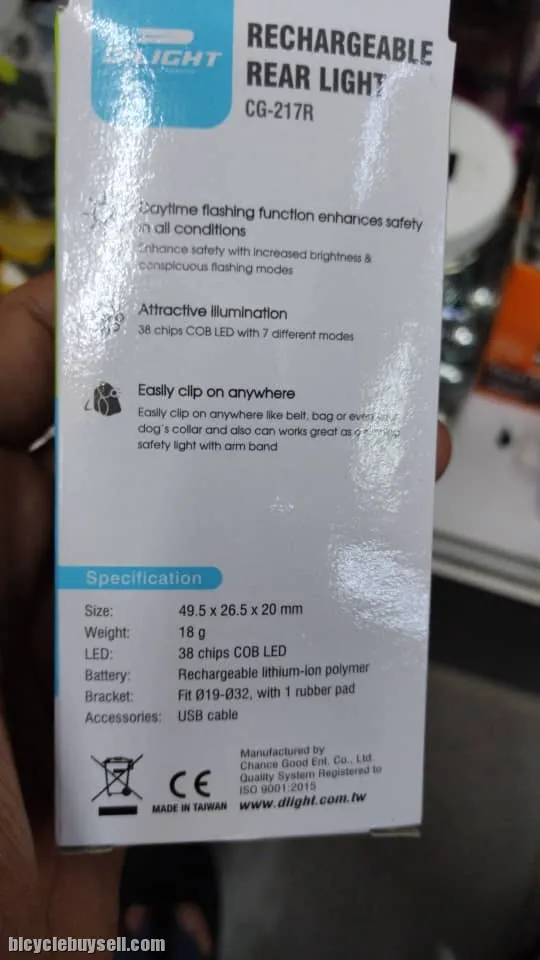 D-LIGHT
RECHARGEABLE
REAR LIGHT
CG-217R
Daytime flashing function enhances safety
in all conditions
Enhance safety with increased brightness &
conspicuous flashing modes
Attractive illumination
38 chips COB LED with 7 different modes
Easily clip on anywhere
Easily clip on anywhere like belt, bag or even your
dog's collar and also can works great as a
safety light with arm band
Specification
Size: 49.5 x 26.5 x 20 mm
Weight: 18 g
LED: 38 chips COB LED
Battery: Rechargeable lithium-ion polymer
Bracket: Fit Ø19-Ø32, with 1 rubber pad
Accessories: USB cable
Manufactured by
Chance Good Ent. Co., Ltd.
Quality System Registered to
ISO 9001:2015
CE
MADE IN TAIWAN
www.dlight.com.tw
bicyclebuysell.com